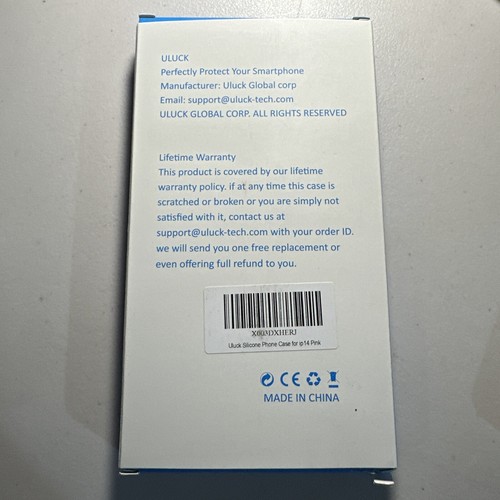 ULUCK
Perfectly Protect Your Smartphone
Manufacturer: Uluck Global corp
Email: support@uluck-tech.com
ULUCK GLOBAL CORP. ALL RIGHTS RESERVED
Lifetime Warranty
This product is covered by our lifetime
warranty policy. if at any time this case is
scratched or broken or you are simply not
satisfied with it, contact us at
support@uluck-tech.com with your order ID.
we will send you one free replacement or
even offering full refund to you.
X003DXHERJ
Uluck Silicone Phone Case for ip14 Pink
CE
MADE IN CHINA